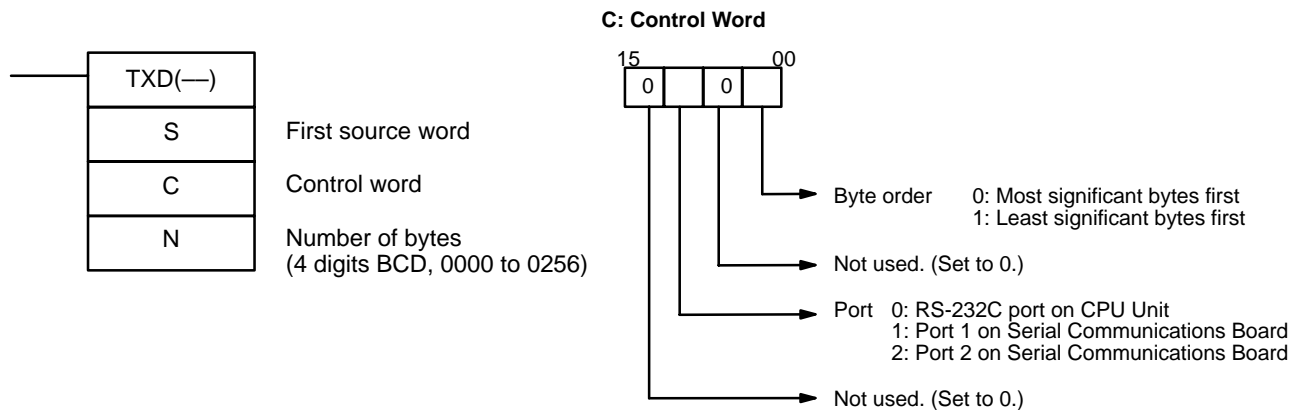 C: Control Word
15 00
0 0
TXD(––)
S First source word
C Control word
N Number of bytes
(4 digits BCD, 0000 to 0256)
Byte order 0: Most significant bytes first
1: Least significant bytes first
Not used. (Set to 0.)
Port 0: RS-232C port on CPU Unit
1: Port 1 on Serial Communications Board
2: Port 2 on Serial Communications Board
Not used. (Set to 0.)